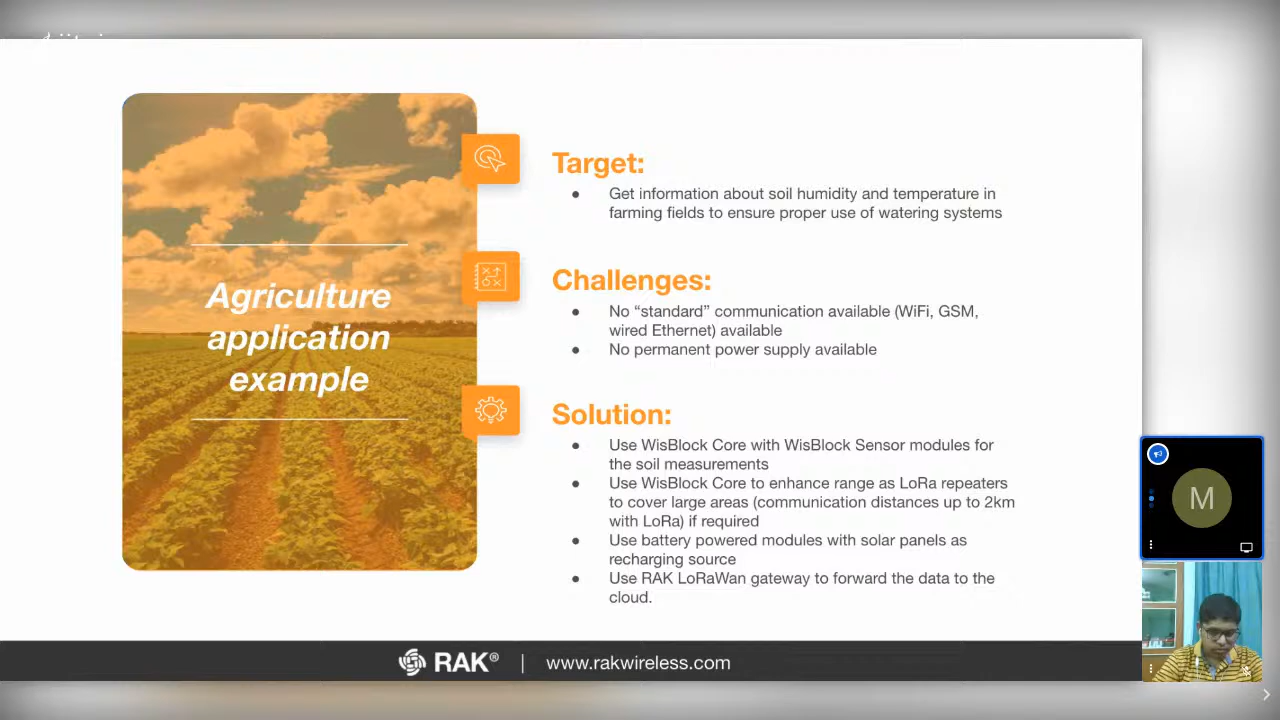 Agriculture
application
example
Target:
● Get information about soil humidity and temperature in
farming fields to ensure proper use of watering systems
Challenges:
● No “standard” communication available (WiFi, GSM,
wired Ethernet) available
● No permanent power supply available
Solution:
● Use WisBlock Core with WisBlock Sensor modules for
the soil measurements
● Use WisBlock Core to enhance range as LoRa repeaters
to cover large areas (communication distances up to 2km
with LoRa) if required
● Use battery powered modules with solar panels as
recharging source
● Use RAK LoRaWan gateway to forward the data to the
cloud.
RAK® | www.rakwireless.com
M